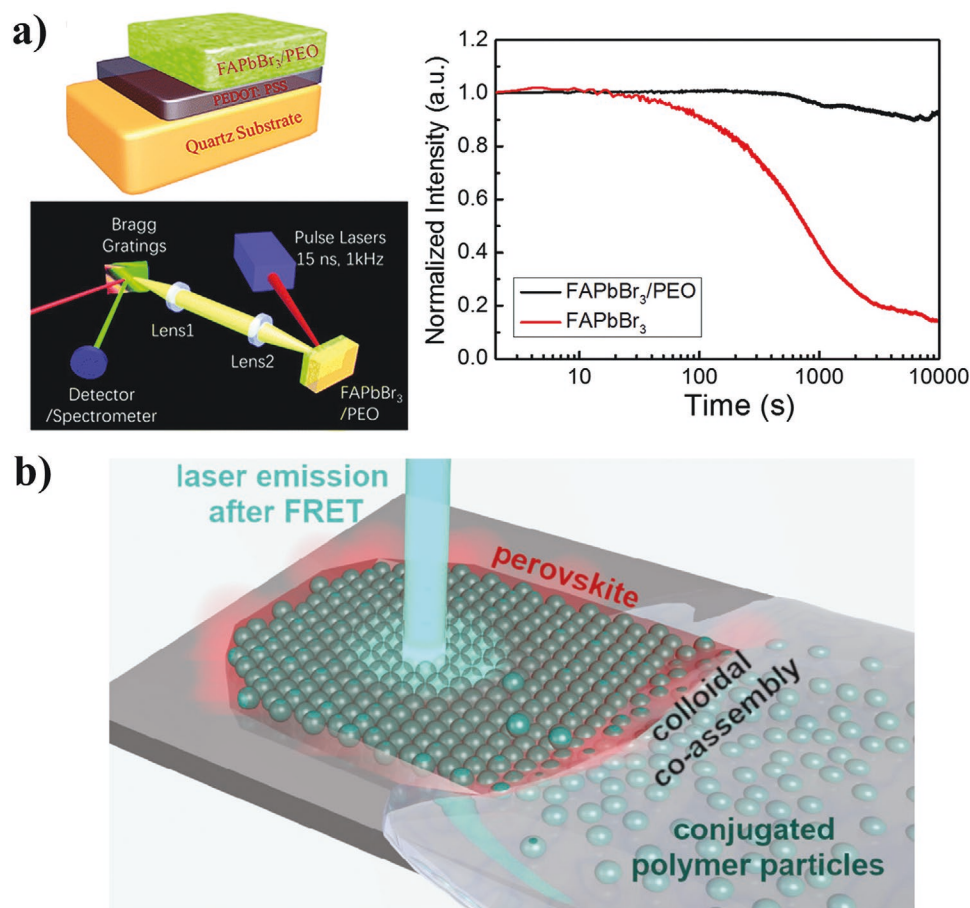 a)
FAPbBr₃/PEO
PEDOT: PSS
Quartz Substrate
Bragg
Gratings
Pulse Lasers
15 ns, 1kHz
Lens1
Lens2
Detector
/Spectrometer
FAPbBr₃
/PEO
Normalized Intensity (a.u.)
1.2
1.0
0.8
0.6
0.4
0.2
0.0
FAPbBr₃/PEO
FAPbBr₃
10
100
1000
10000
Time (s)
b)
laser emission
after FRET
perovskite
colloidal
co-assembly
conjugated
polymer particles